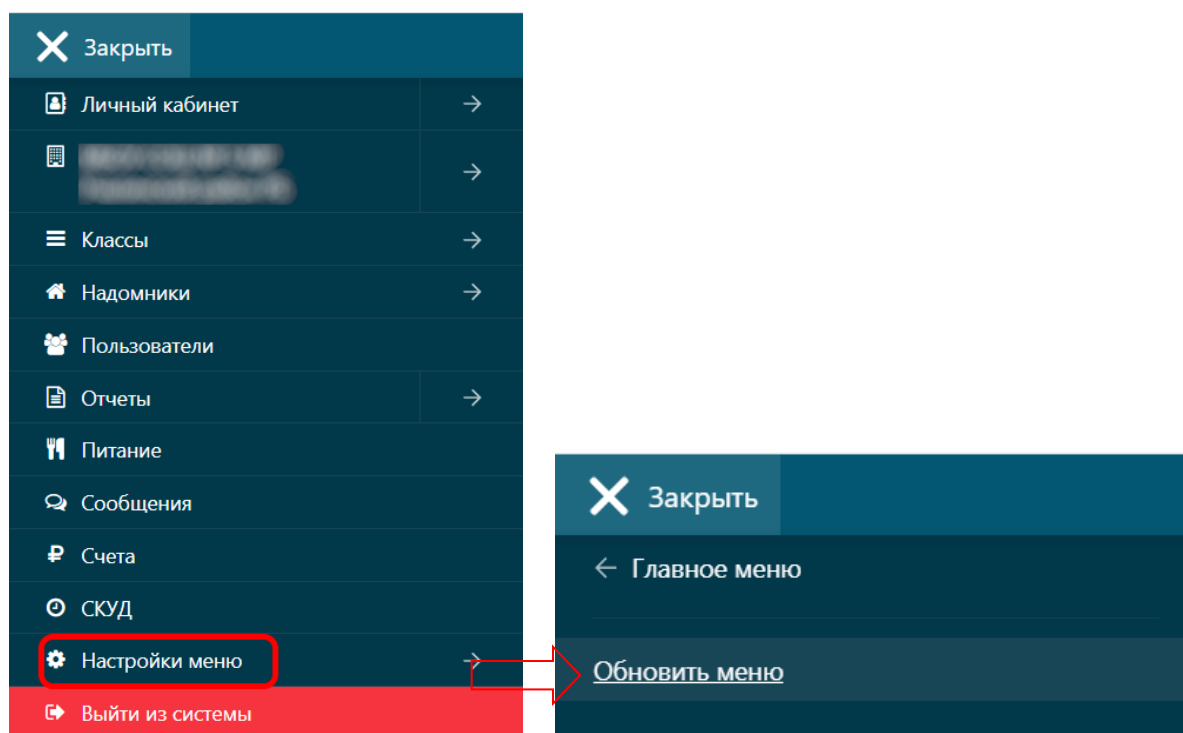 Закрыть
Личный кабинет
Классы
Надомники
Пользователи
Отчеты
Питание
Сообщения
Счета
СКУД
Настройки меню
Выйти из системы
Закрыть
Главное меню
Обновить меню